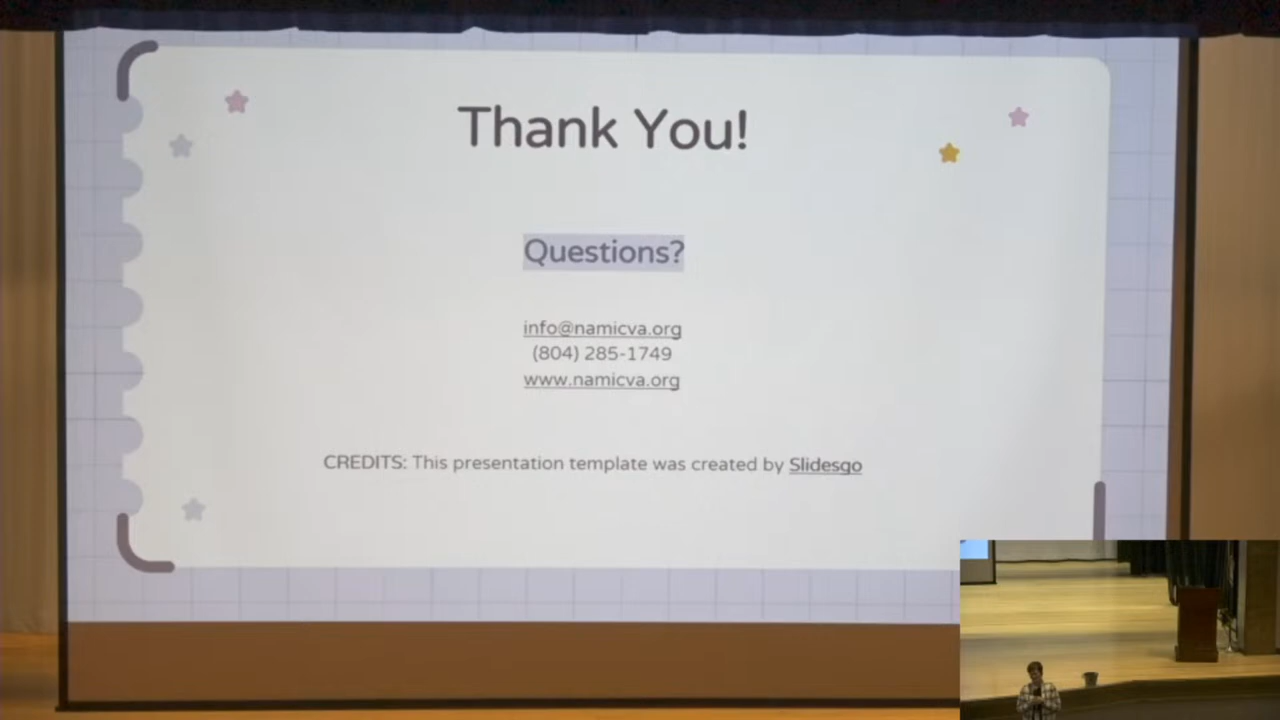 Thank You!
Questions?
info@namicva.org
(804) 285-1749
www.namicva.org
CREDITS: This presentation template was created by Slidesgo